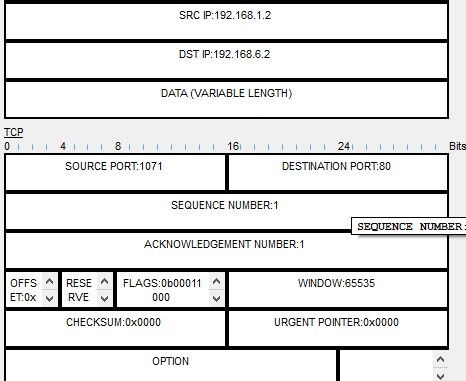 SRC IP:192.168.1.2
DST IP:192.168.6.2
DATA (VARIABLE LENGTH)
TCP
0 4 8 16 24 Bits
SOURCE PORT:1071 DESTINATION PORT:80
SEQUENCE NUMBER:1
SEQUENCE NUMBER:
ACKNOWLEDGEMENT NUMBER:1
OFFS RESE FLAGS:0b00011 WINDOW:65535
ET:0x RVE 000
CHECKSUM:0x0000 URGENT POINTER:0x0000
OPTION